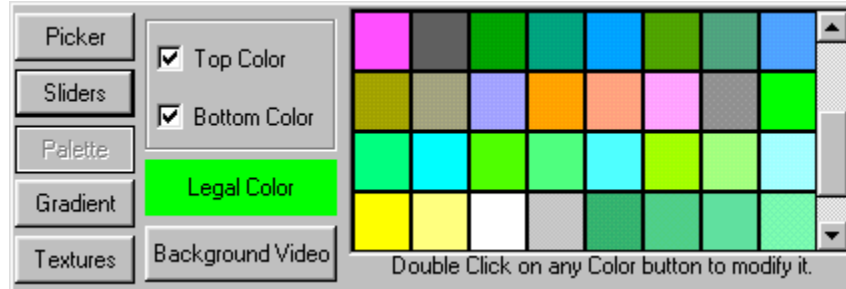 Picker
Sliders
Palette
Gradient
Textures
Top Color
Bottom Color
Legal Color
Background Video
Double Click on any Color button to modify it.